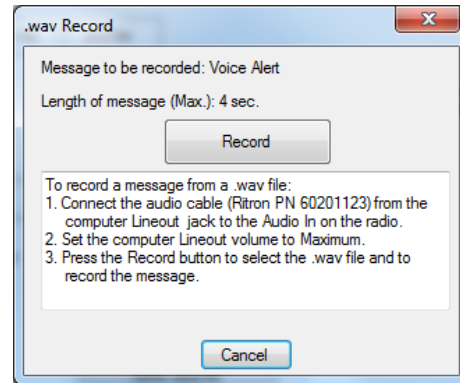 .wav Record
Message to be recorded: Voice Alert
Length of message (Max.): 4 sec.
Record
To record a message from a .wav file:
1. Connect the audio cable (Ritron PN 60201123) from the
computer Lineout jack to the Audio In on the radio.
2. Set the computer Lineout volume to Maximum.
3. Press the Record button to select the .wav file and to
record the message.
Cancel